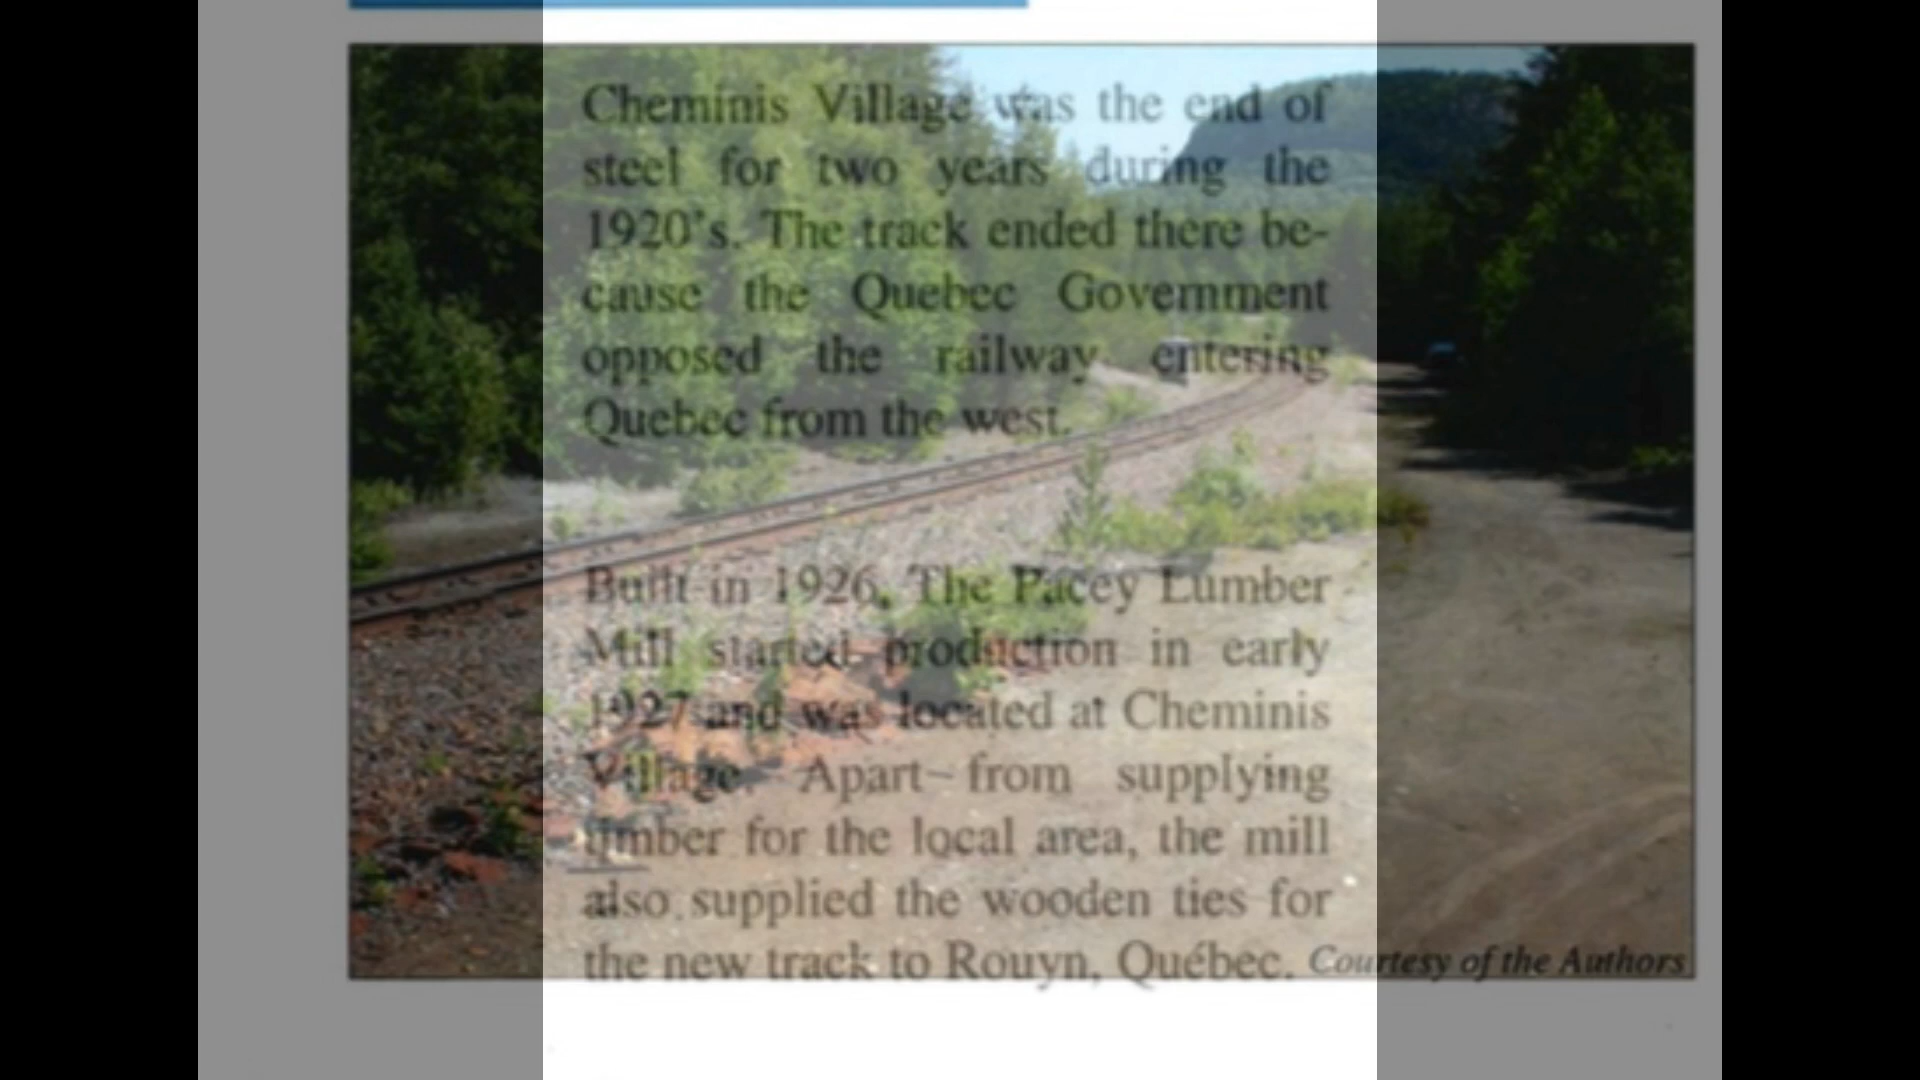 Cheminis Village was the end of
steel for two years during the
1920's. The track ended there be-
cause the Quebec Government
opposed the railway entering
Quebec from the west.
Built in 1926, The Pacey Lumber
Mill started production in early
1927 and was located at Cheminis
Village. Apart from supplying
timber for the local area, the mill
also supplied the wooden ties for
the new track to Rouyn, Québec.
Courtesy of the Authors